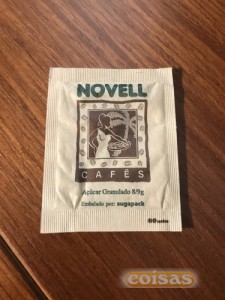 NOVELL
CAFÉS
Açúcar Granulado 8/9g
Embalado por: sugapack
coisas